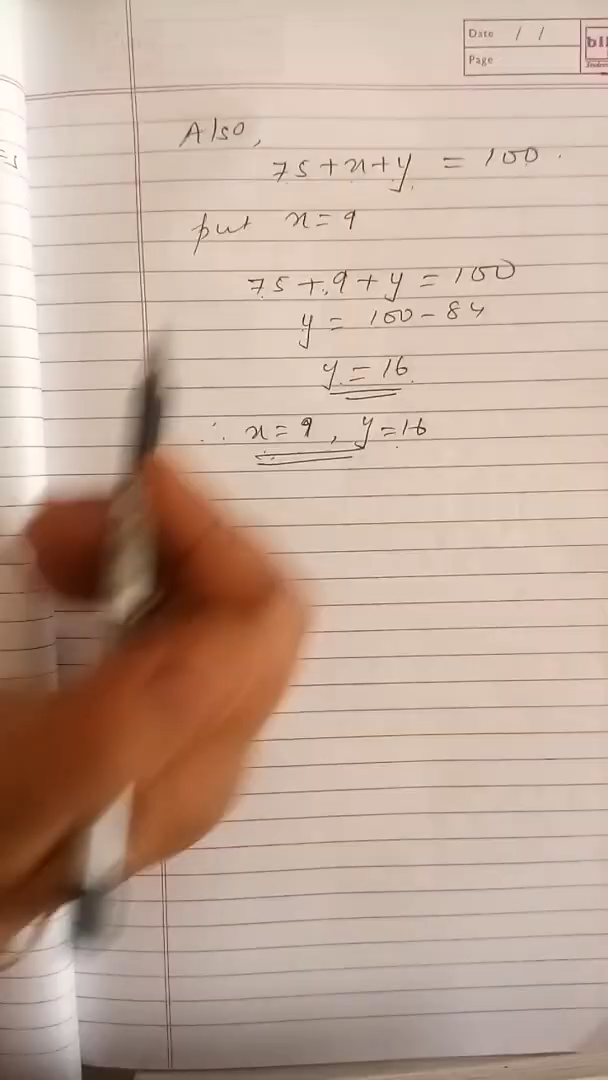 Date / /
Page
Also,
75 + x + y = 100.
put x = 9
75 + 9 + y = 100
y = 100 - 84
y = 16
∴ x = 9, y = 16